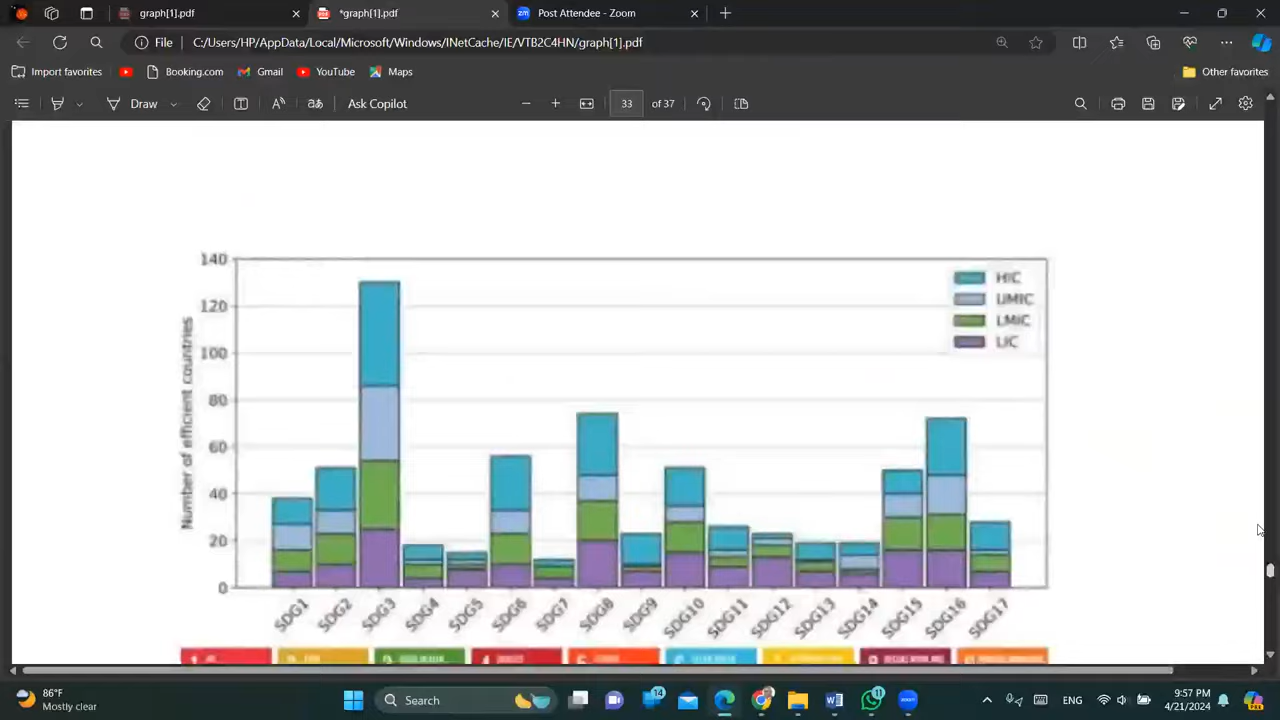 graph[1].pdf
*graph[1].pdf
Post Attendee - Zoom
File
C:/Users/HP/AppData/Local/Microsoft/Windows/INetCache/IE/VTB2C4HN/graph[1].pdf
Import favorites
Booking.com
Gmail
YouTube
Maps
Other favorites
Draw
Ask Copilot
33 of 37
140
120
100
80
60
40
20
0
Number of efficient countries
HIC
UMIC
LMIC
LIC
SDG1
SDG2
SDG3
SDG4
SDG5
SDG6
SDG7
SDG8
SDG9
SDG10
SDG11
SDG12
SDG13
SDG14
SDG15
SDG16
SDG17
86°F
Mostly clear
Search
14
11
ENG
9:57 PM
4/21/2024